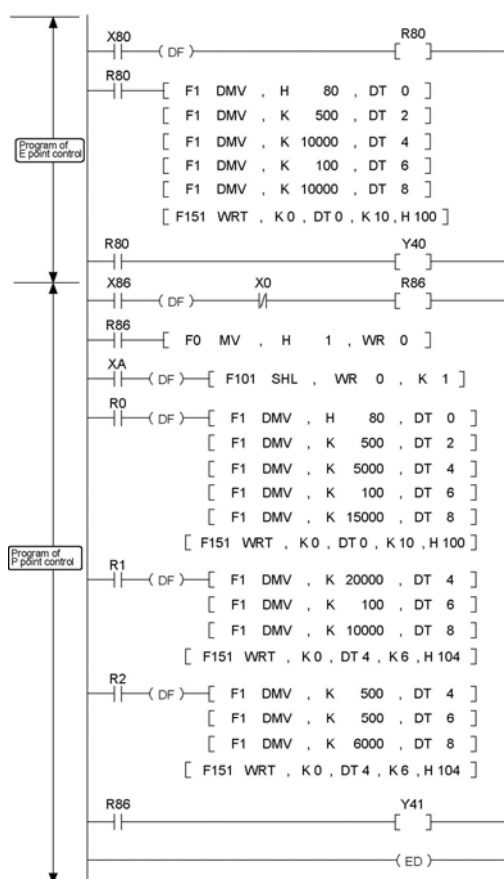 X80 ( DF ) R80 [ ]
R80 [ F1 DMV , H 80 , DT 0 ]
[ F1 DMV , K 500 , DT 2 ]
[ F1 DMV , K 10000 , DT 4 ]
[ F1 DMV , K 100 , DT 6 ]
[ F1 DMV , K 10000 , DT 8 ]
[ F151 WRT , K 0 , DT 0 , K 10 , H 100 ]
Program of
E point control
R80 Y40 [ ]
X86 ( DF ) X0 R86 [ ]
R86 [ F0 MV , H 1 , WR 0 ]
XA ( DF ) [ F101 SHL , WR 0 , K 1 ]
R0 ( DF ) [ F1 DMV , H 80 , DT 0 ]
[ F1 DMV , K 500 , DT 2 ]
[ F1 DMV , K 5000 , DT 4 ]
[ F1 DMV , K 100 , DT 6 ]
[ F1 DMV , K 15000 , DT 8 ]
[ F151 WRT , K 0 , DT 0 , K 10 , H 100 ]
Program of
P point control
R1 ( DF ) [ F1 DMV , K 20000 , DT 4 ]
[ F1 DMV , K 100 , DT 6 ]
[ F1 DMV , K 10000 , DT 8 ]
[ F151 WRT , K 0 , DT 4 , K 6 , H 104 ]
R2 ( DF ) [ F1 DMV , K 500 , DT 4 ]
[ F1 DMV , K 500 , DT 6 ]
[ F1 DMV , K 6000 , DT 8 ]
[ F151 WRT , K 0 , DT 4 , K 6 , H 104 ]
R86 Y41 [ ]
( ED )